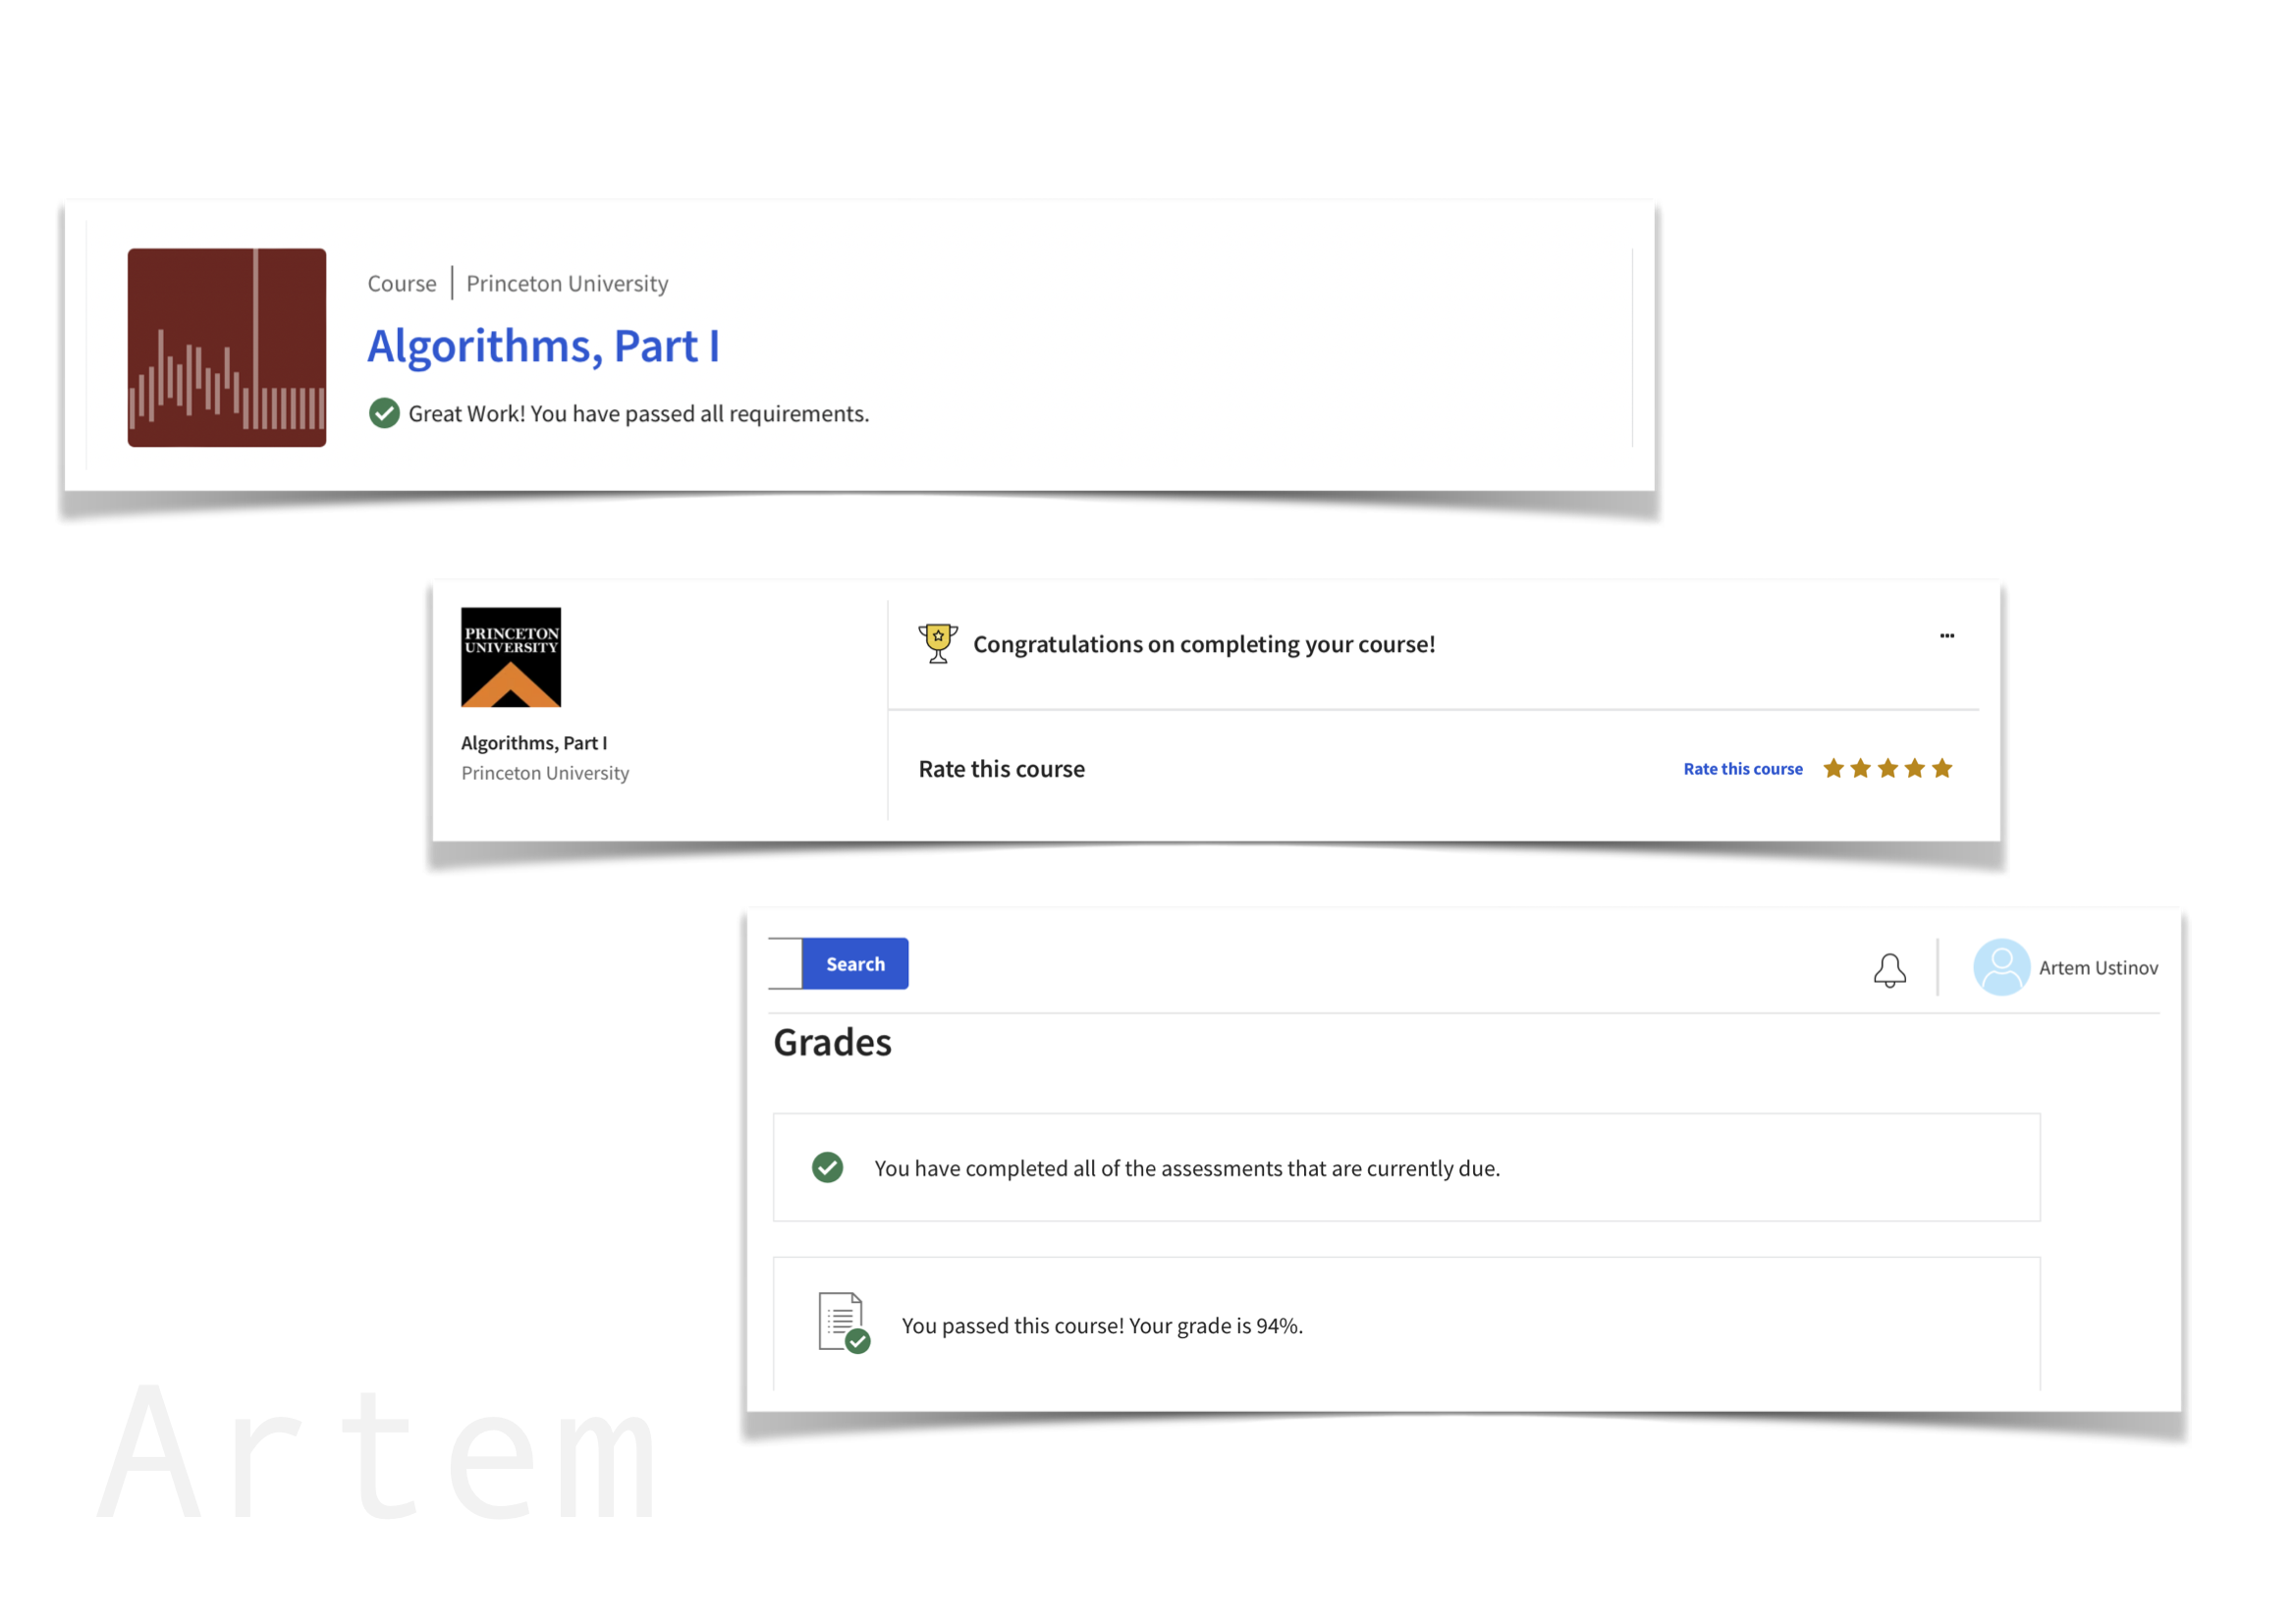 Course | Princeton University
Algorithms, Part I
Great Work! You have passed all requirements.
PRINCETON
UNIVERSITY
Algorithms, Part I
Princeton University
Congratulations on completing your course!
Rate this course
Rate this course
Search
Artem Ustinov
Grades
You have completed all of the assessments that are currently due.
You passed this course! Your grade is 94%.
Artem